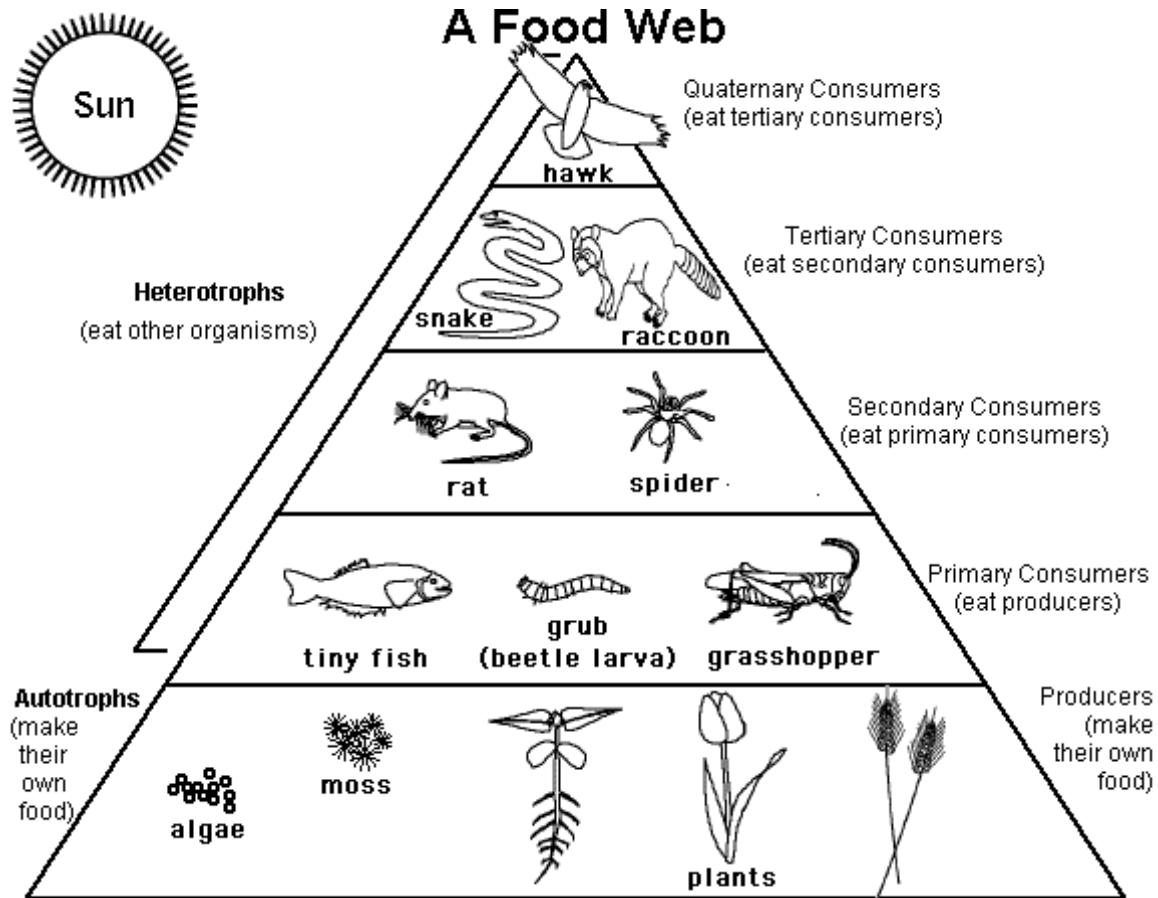 A Food Web
Sun
Quaternary Consumers
(eat tertiary consumers)
hawk
Tertiary Consumers
(eat secondary consumers)
Heterotrophs
(eat other organisms)
snake
raccoon
Secondary Consumers
(eat primary consumers)
rat
spider
Primary Consumers
(eat producers)
tiny fish
grub
(beetle larva)
grasshopper
Autotrophs
(make
their
own
food)
Producers
(make
their own
food)
moss
algae
plants